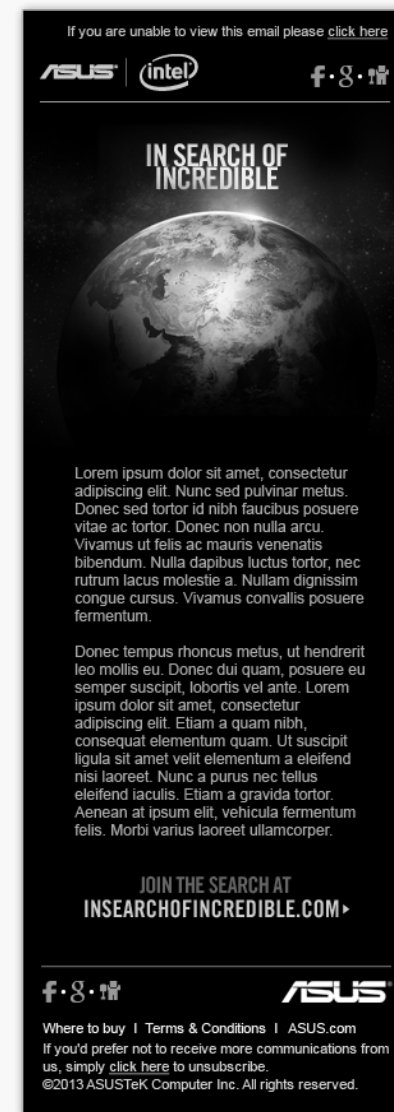 If you are unable to view this email please click here
ASUS intel
f · g ·
IN SEARCH OF
INCREDIBLE
Lorem ipsum dolor sit amet, consectetur
adipiscing elit. Nunc sed pulvinar metus.
Donec sed tortor id nibh faucibus posuere
vitae ac tortor. Donec non nulla arcu.
Vivamus ut felis ac mauris venenatis
bibendum. Nulla dapibus luctus tortor, nec
rutrum lacus molestie a. Nullam dignissim
congue cursus. Vivamus convallis posuere
fermentum.
Donec tempus rhoncus metus, ut hendrerit
leo mollis eu. Donec dui quam, posuere eu
semper suscipit, lobortis vel ante. Lorem
ipsum dolor sit amet, consectetur
adipiscing elit. Etiam a quam nibh,
consequat elementum quam. Ut suscipit
ligula sit amet velit elementum a eleifend
nisi laoreet. Nunc a purus nec tellus
eleifend iaculis. Etiam a gravida tortor.
Aenean at ipsum elit, vehicula fermentum
felis. Morbi varius laoreet ullamcorper.
JOIN THE SEARCH AT
INSEARCHOFINCREDIBLE.COM
f · g ·
ASUS
Where to buy I Terms & Conditions I ASUS.com
If you'd prefer not to receive more communications from
us, simply click here to unsubscribe.
©2013 ASUSTeK Computer Inc. All rights reserved.